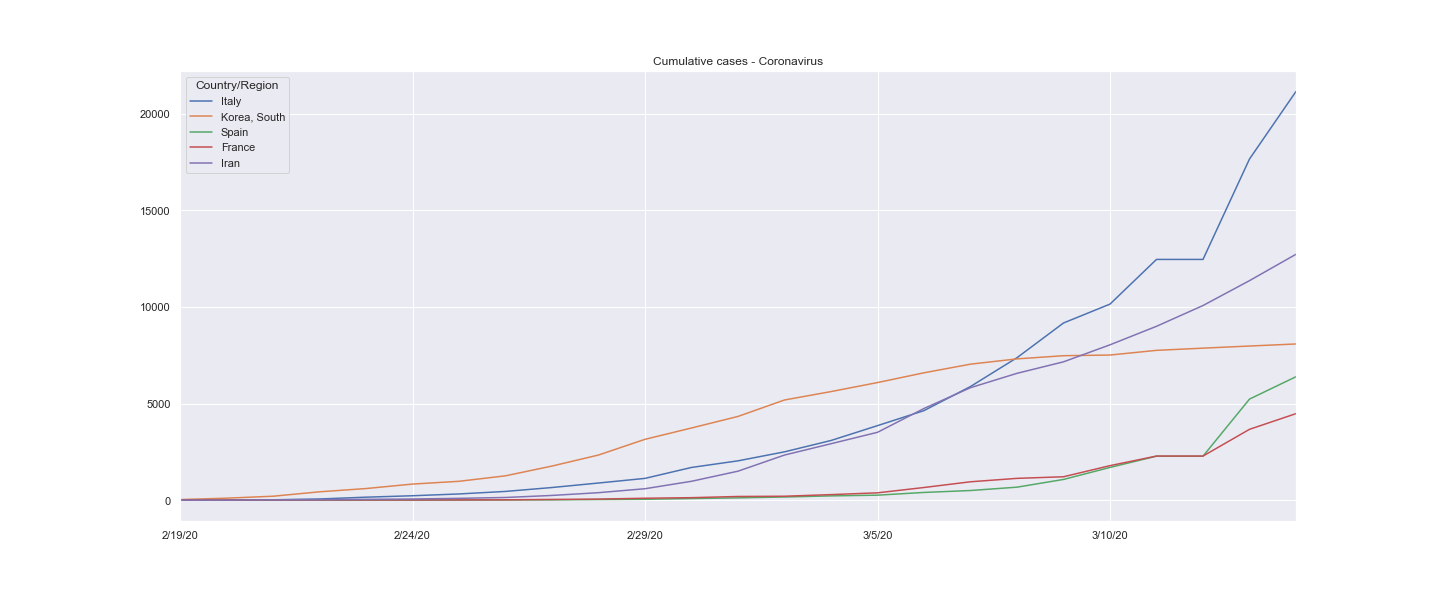 Cumulative cases - Coronavirus
Country/Region
Italy
Korea, South
Spain
France
Iran
20000
15000
10000
5000
0
2/19/20
2/24/20
2/29/20
3/5/20
3/10/20